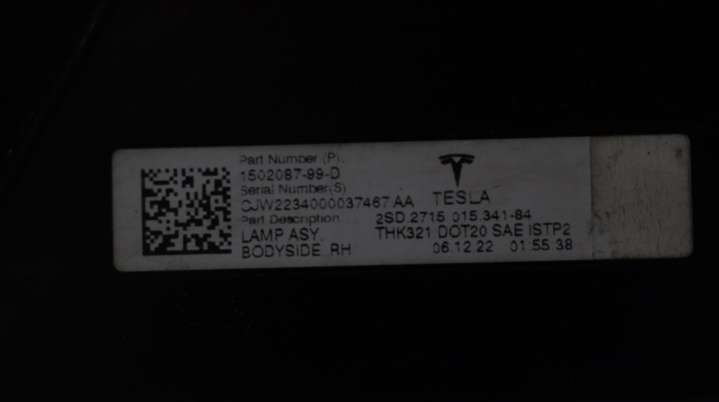 Part Number (P)
1502087-99-D
Serial Number(S)
CJW2234000037467 AA
Part Description
LAMP ASY,
BODYSIDE, RH
TESLA
2SD 2715 015.341-84
THK321 DOT20 SAE ISTP2
06.12.22 01:55:38